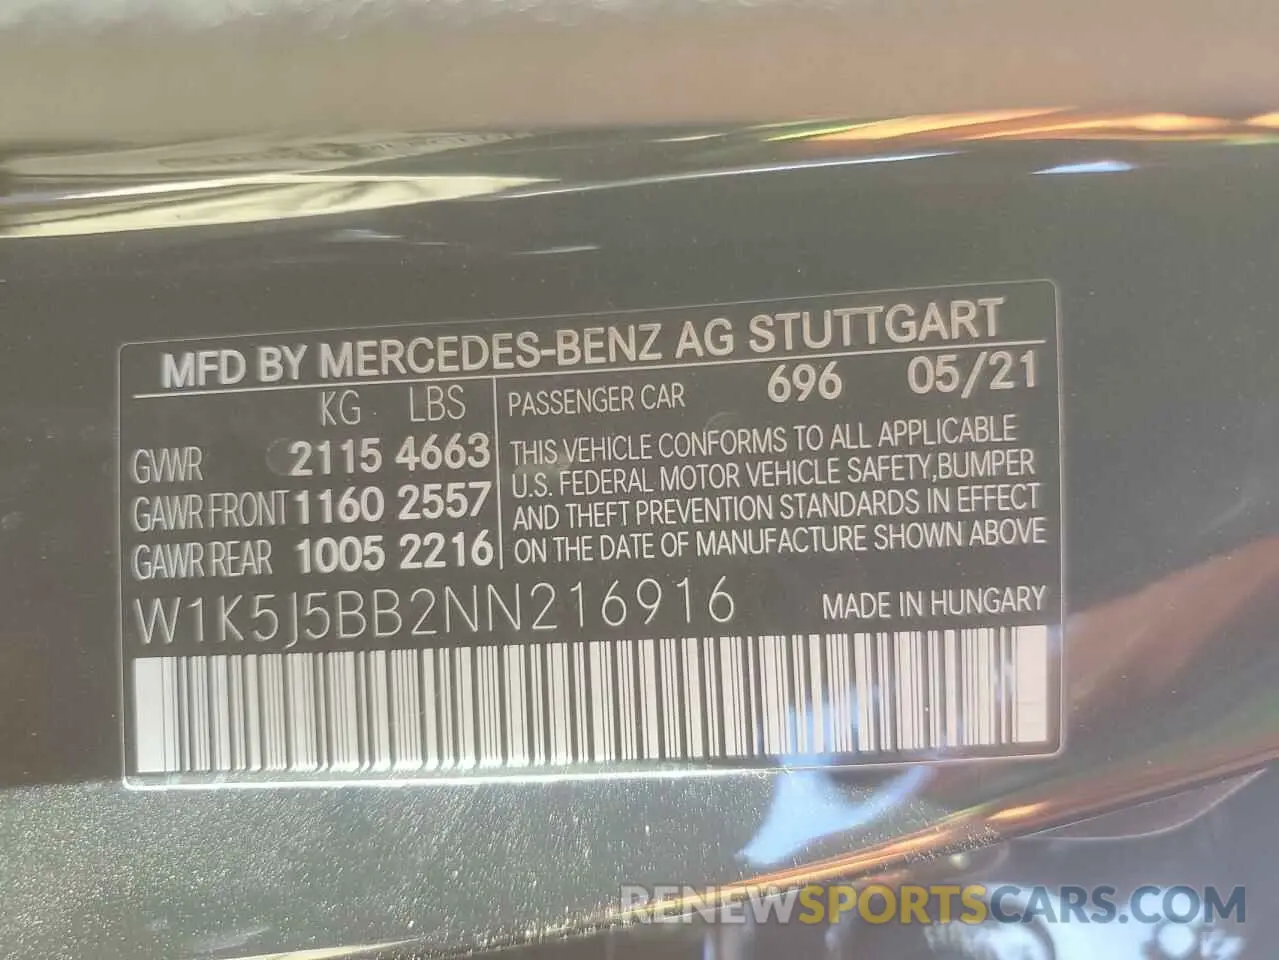 MFD BY MERCEDES-BENZ AG STUTTGART
KG LBS
GVWR 2115 4663
GAWR FRONT 1160 2557
GAWR REAR 1005 2216
PASSENGER CAR 696 05/21
THIS VEHICLE CONFORMS TO ALL APPLICABLE
U.S. FEDERAL MOTOR VEHICLE SAFETY,BUMPER
AND THEFT PREVENTION STANDARDS IN EFFECT
ON THE DATE OF MANUFACTURE SHOWN ABOVE
W1K5J5BB2NN216916 MADE IN HUNGARY
RENEWSPORTSCARS.COM